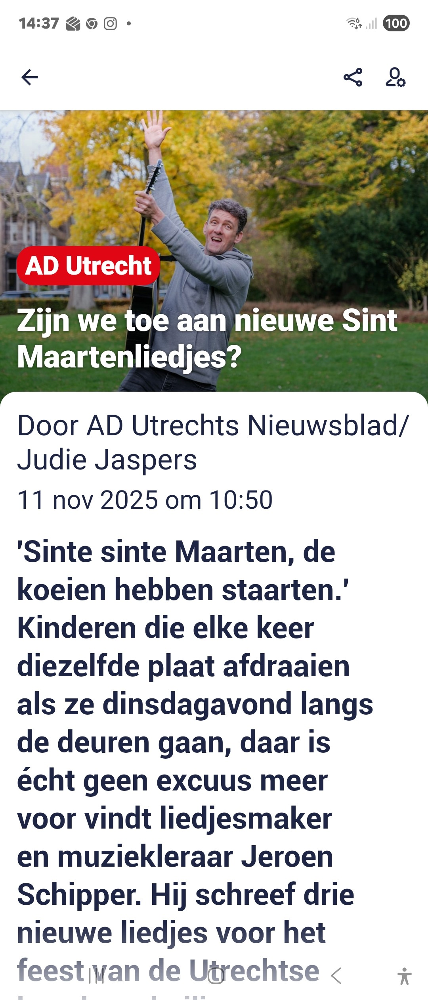 14:37
6
100
AD Utrecht
Zijn we toe aan nieuwe Sint
Maartenliedjes?
Door AD Utrechts Nieuwsblad/
Judie Jaspers
11 nov 2025 om 10:50
'Sinte sinte Maarten, de
koeien hebben staarten.'
Kinderen die elke keer
diezelfde plaat afdraaien
als ze dinsdagavond langs
de deuren gaan, daar is
écht geen excuus meer
voor vindt liedjesmaker
en muziekleraar Jeroen
Schipper. Hij schreef drie
nieuwe liedjes voor het
feest van de Utrechtse